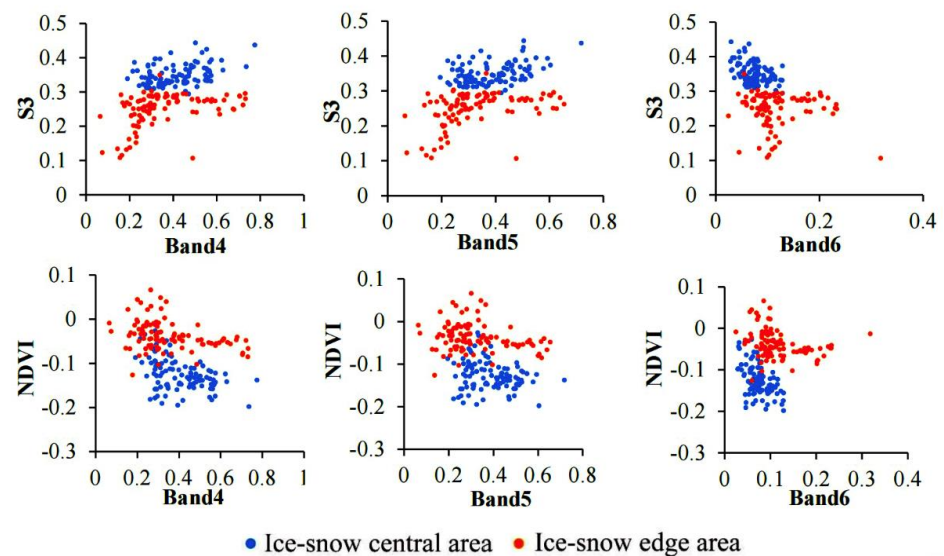 0.5 0.5 0.5
0.4 0.4 0.4
0.3 0.3 0.3
0.2 0.2 0.2
0.1 0.1 0.1
0 0 0
S3 S3 S3
0 0.2 0.4 0.6 0.8 1 0 0.2 0.4 0.6 0.8 0 0.2 0.4
Band4 Band5 Band6
0.1 0.1 0.1
0 0 0
-0.1 -0.1 -0.1
-0.2 -0.2 -0.2
-0.3 -0.3 -0.3
NDVI NDVI NDVI
0 0.2 0.4 0.6 0.8 1 0 0.2 0.4 0.6 0.8 0 0.1 0.2 0.3 0.4
Band4 Band5 Band6
Ice-snow central area Ice-snow edge area